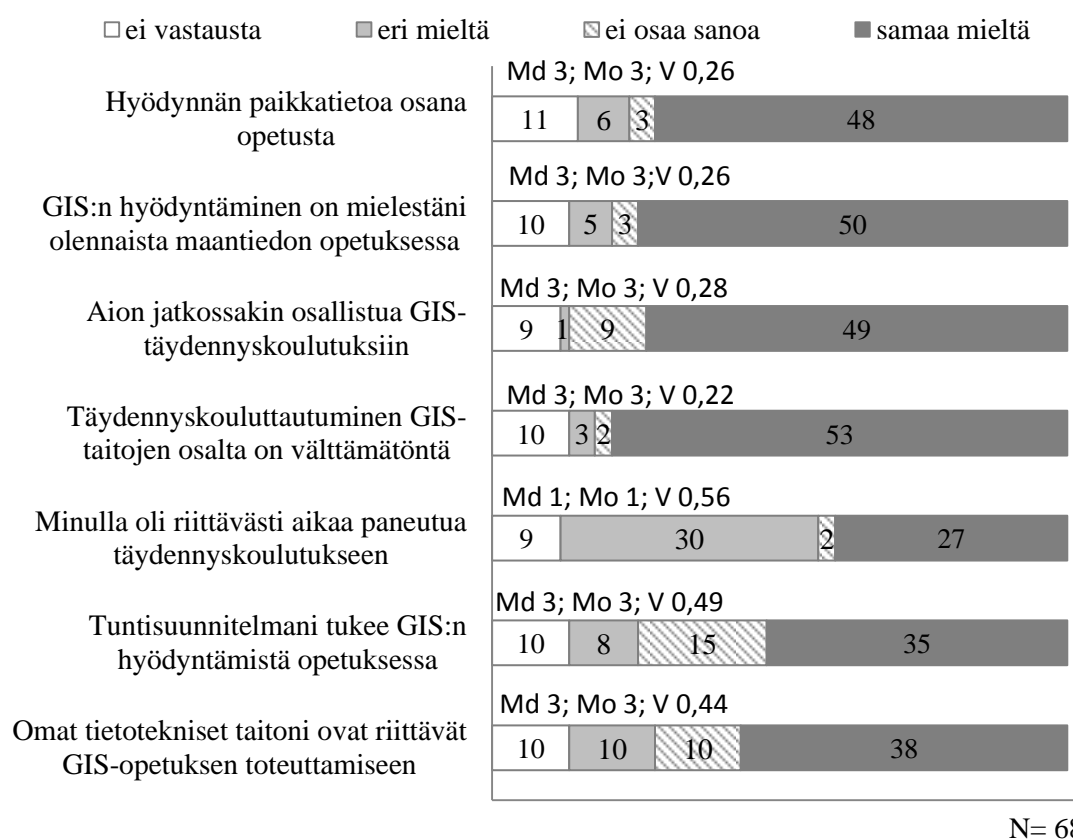 ei vastausta eri mieltä ei osaa sanoa samaa mieltä
Md 3; Mo 3; V 0,26
Hyödynnän paikkatietoa osana
opetusta
11 6 3 48
Md 3; Mo 3;V 0,26
GIS:n hyödyntäminen on mielestäni
olennaista maantiedon opetuksessa
10 5 3 50
Md 3; Mo 3; V 0,28
Aion jatkossakin osallistua GIS-
täydennyskoulutuksiin
9 1 9 49
Md 3; Mo 3; V 0,22
Täydennyskouluttautuminen GIS-
taitojen osalta on välttämätöntä
10 3 2 53
Md 1; Mo 1; V 0,56
Minulla oli riittävästi aikaa paneutua
täydennyskoulutukseen
9 30 2 27
Md 3; Mo 3; V 0,49
Tuntisuunnitelmani tukee GIS:n
hyödyntämistä opetuksessa
10 8 15 35
Md 3; Mo 3; V 0,44
Omat tietotekniset taitoni ovat riittävät
GIS-opetuksen toteuttamiseen
10 10 10 38
N= 68